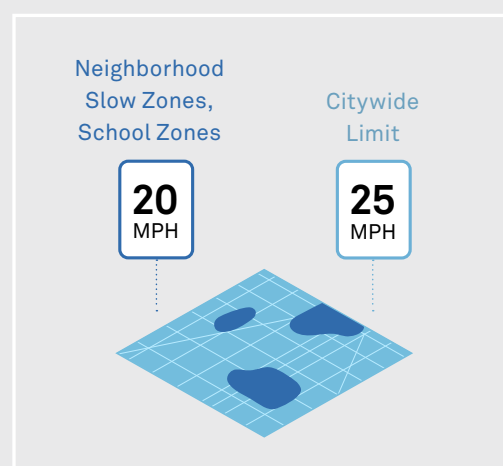 Neighborhood
Slow Zones,
School Zones
20
MPH
Citywide
Limit
25
MPH